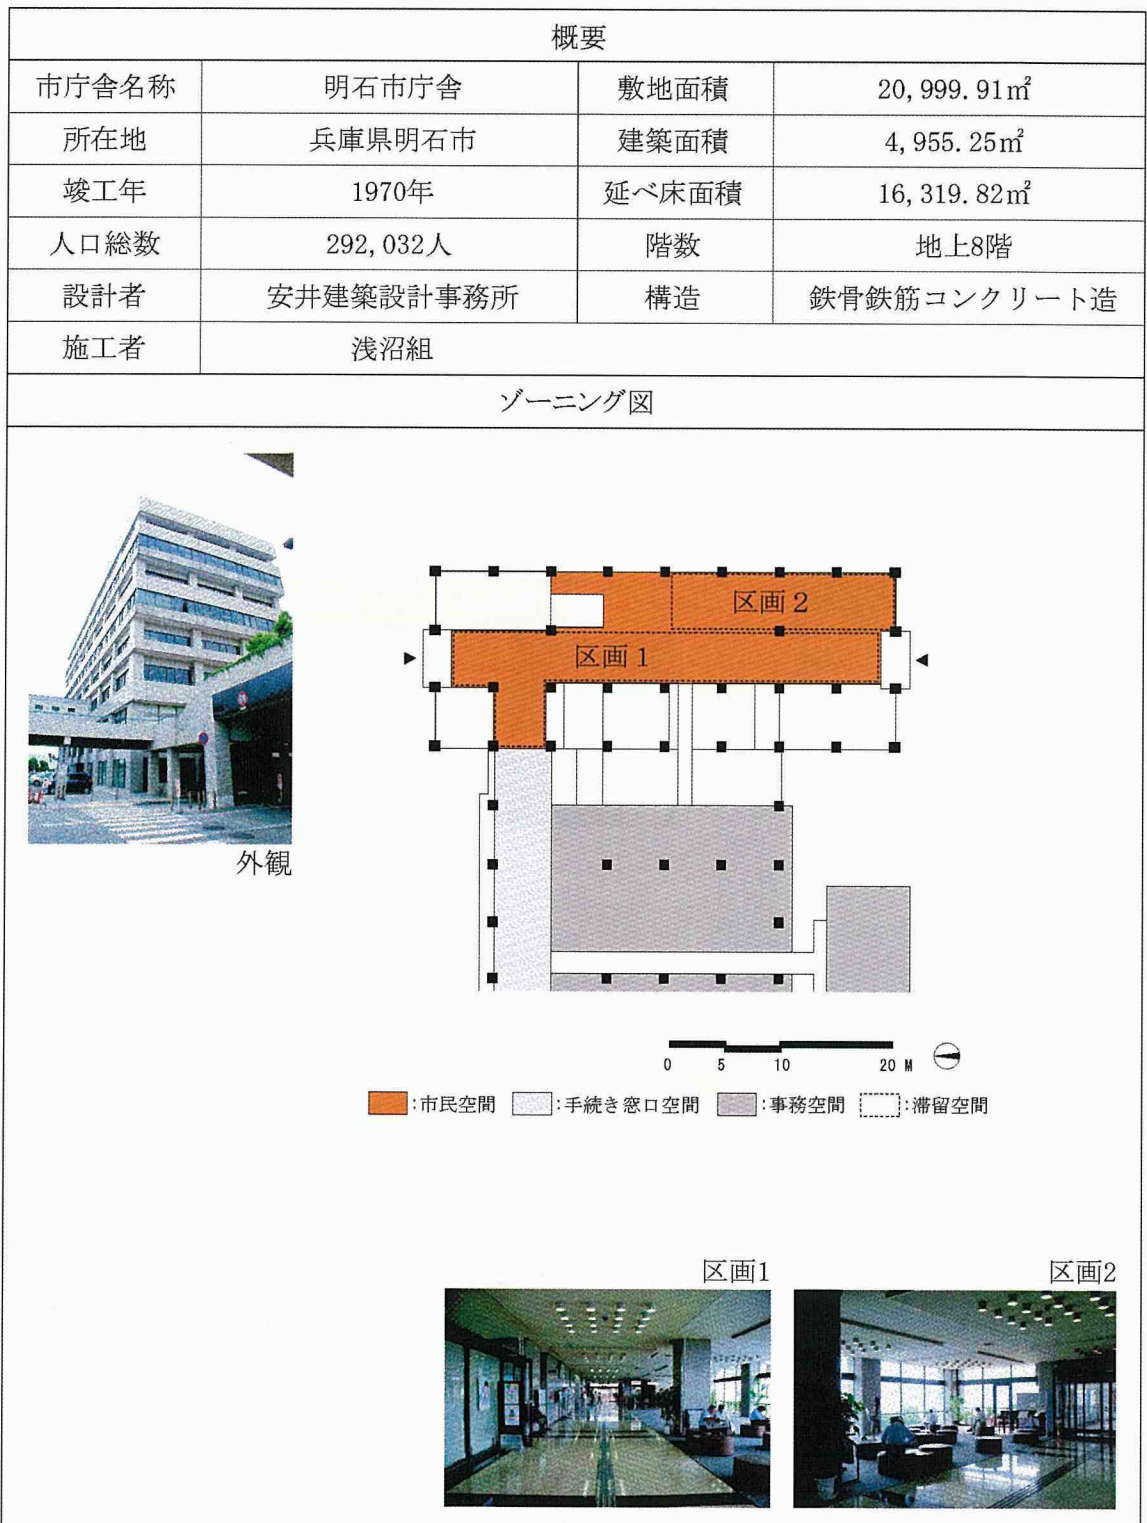 概要
市庁舎名称 明石市庁舎 敷地面積 20,999.91㎡
所在地 兵庫県明石市 建築面積 4,955.25㎡
竣工年 1970年 延べ床面積 16,319.82㎡
人口総数 292,032人 階数 地上8階
設計者 安井建築設計事務所 構造 鉄骨鉄筋コンクリート造
施工者 浅沼組
ゾーニング図
区画2
区画1
外観
0 5 10 20 M
:市民空間 :手続き窓口空間 :事務空間 :滞留空間
区画1 区画2